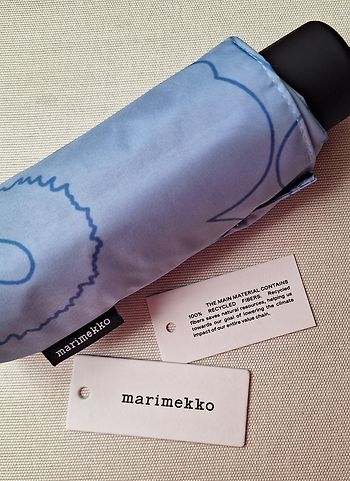 THE MAIN MATERIAL CONTAINS
100% RECYCLED FIBERS. Recycled
fibers saves natural resources, helping us
towards our goal of lowering the climate
impact of our entire value chain.
marimekko
marimekko